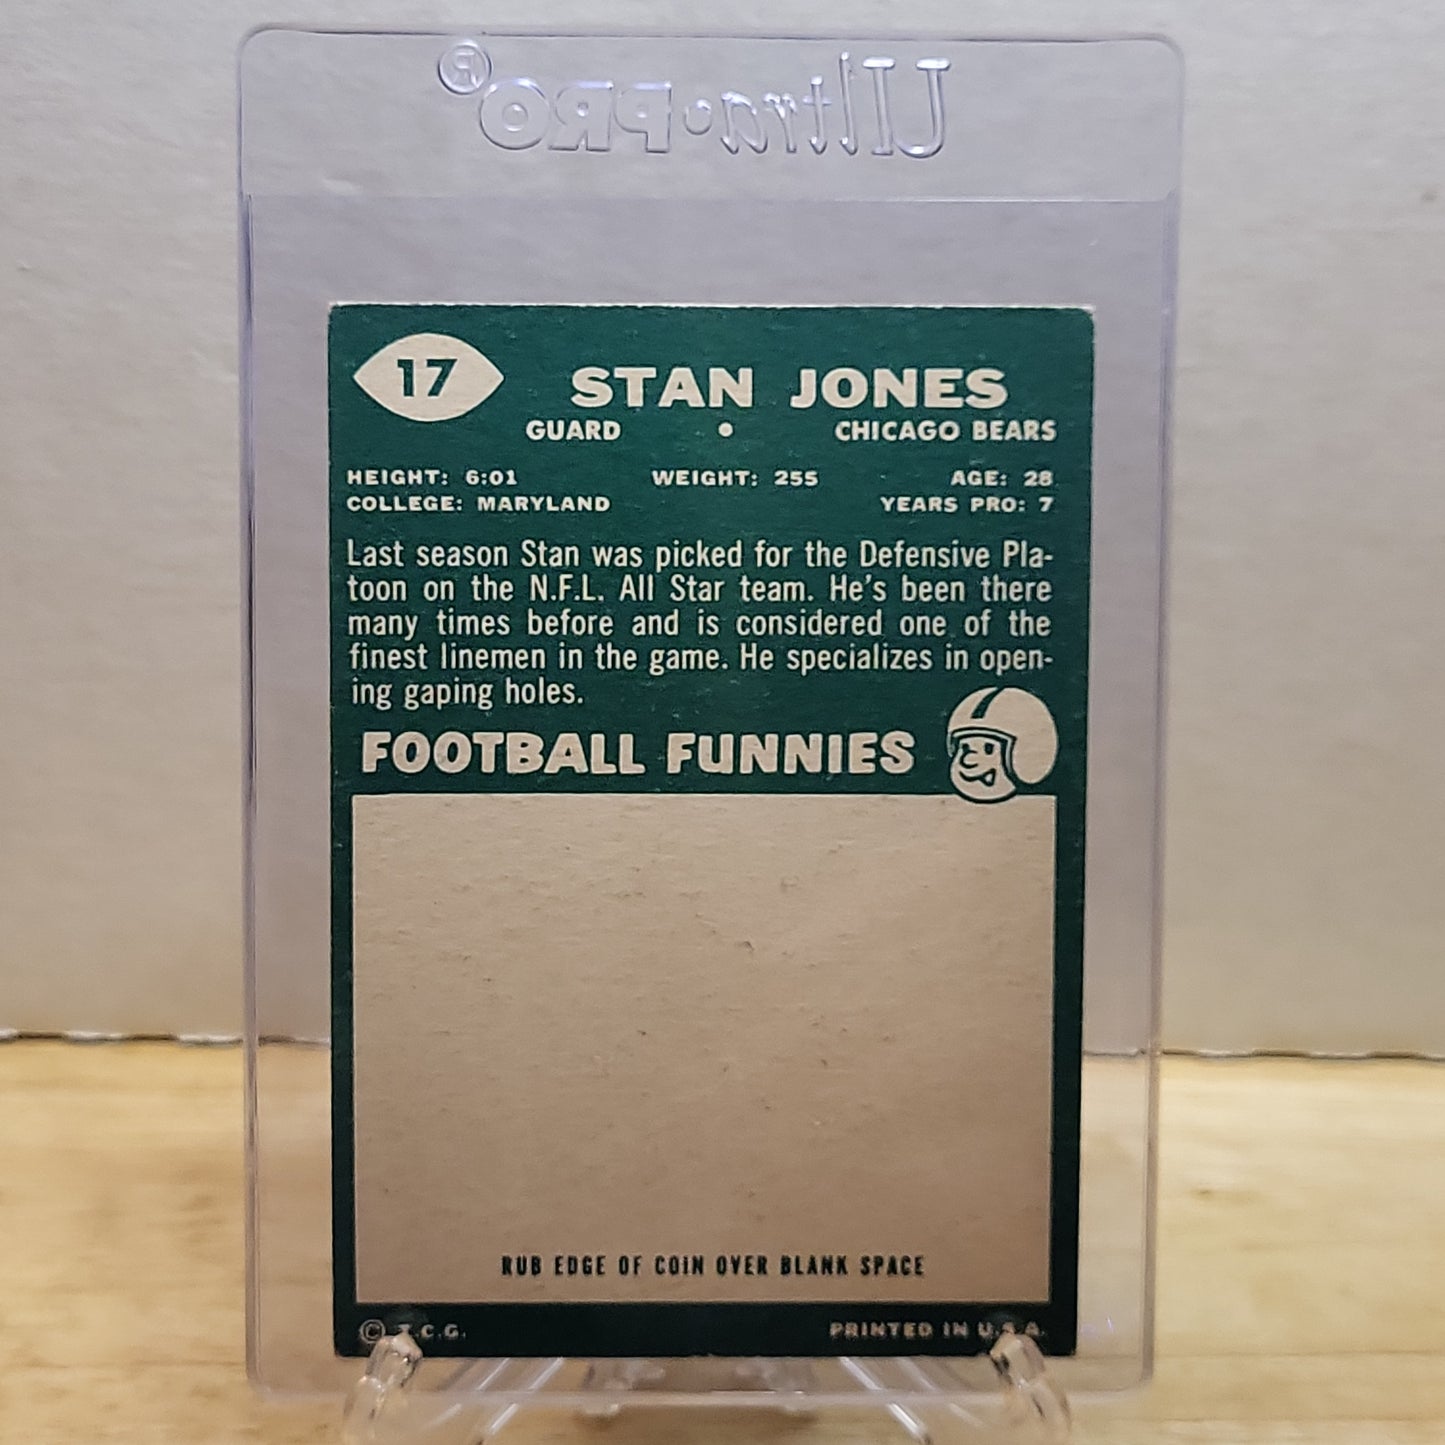 Ultra•PRO®
17
STAN JONES
GUARD • CHICAGO BEARS
HEIGHT: 6:01 WEIGHT: 255 AGE: 28
COLLEGE: MARYLAND YEARS PRO: 7
Last season Stan was picked for the Defensive Pla-
toon on the N.F.L. All Star team. He's been there
many times before and is considered one of the
finest linemen in the game. He specializes in open-
ing gaping holes.
FOOTBALL FUNNIES
RUB EDGE OF COIN OVER BLANK SPACE
© T.C.G. PRINTED IN U.S.A.